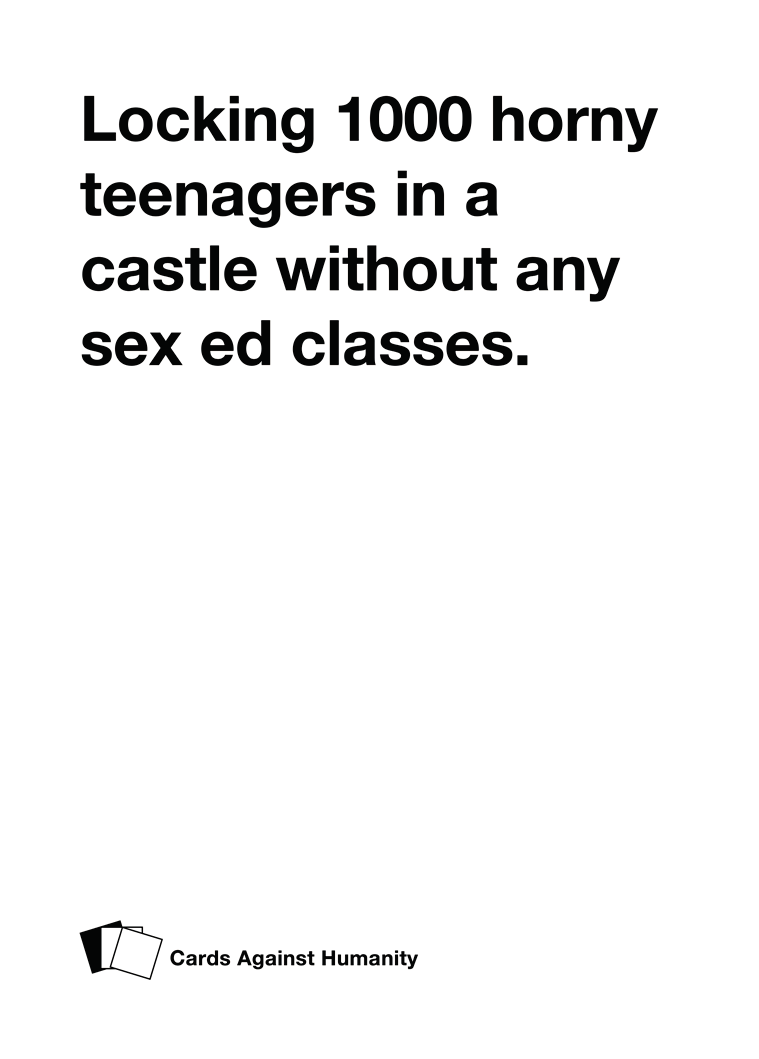 Locking 1000 horny
teenagers in a
castle without any
sex ed classes.
Cards Against Humanity